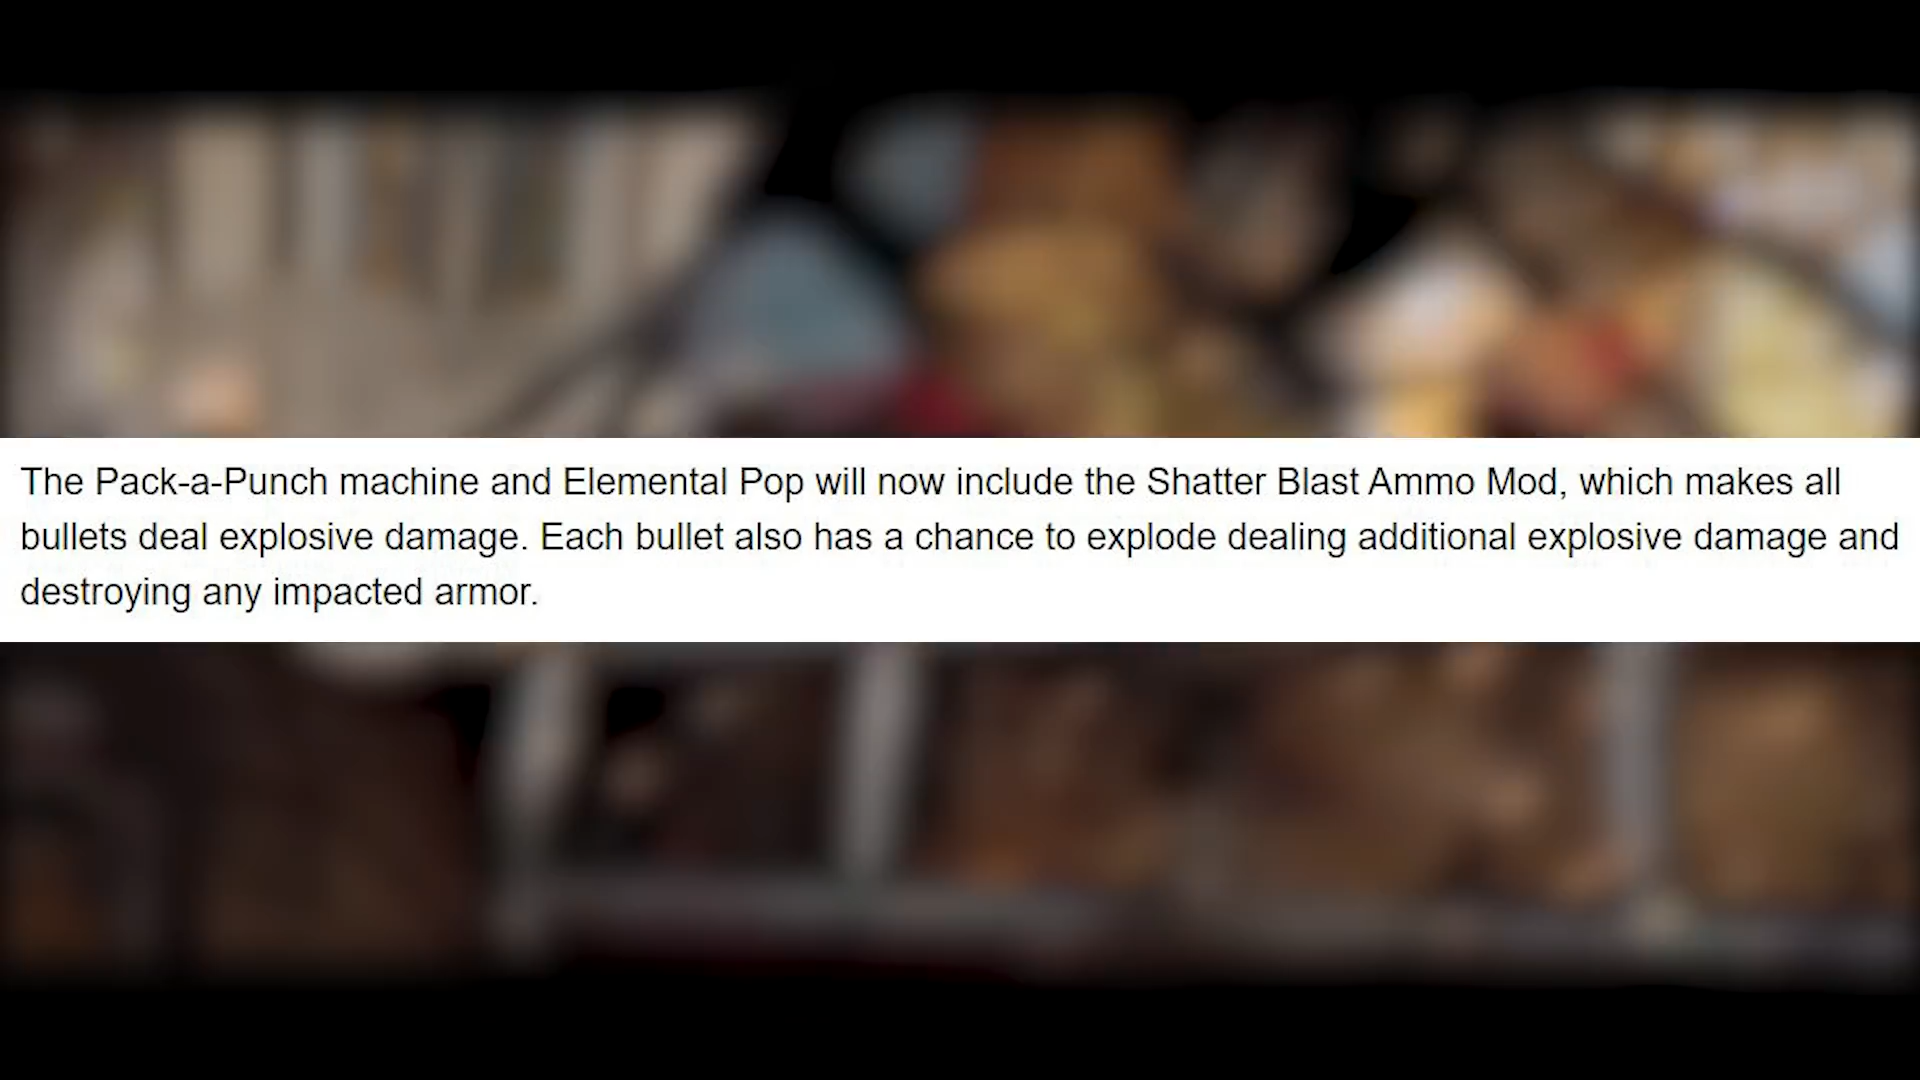 The Pack-a-Punch machine and Elemental Pop will now include the Shatter Blast Ammo Mod, which makes all
bullets deal explosive damage. Each bullet also has a chance to explode dealing additional explosive damage and
destroying any impacted armor.